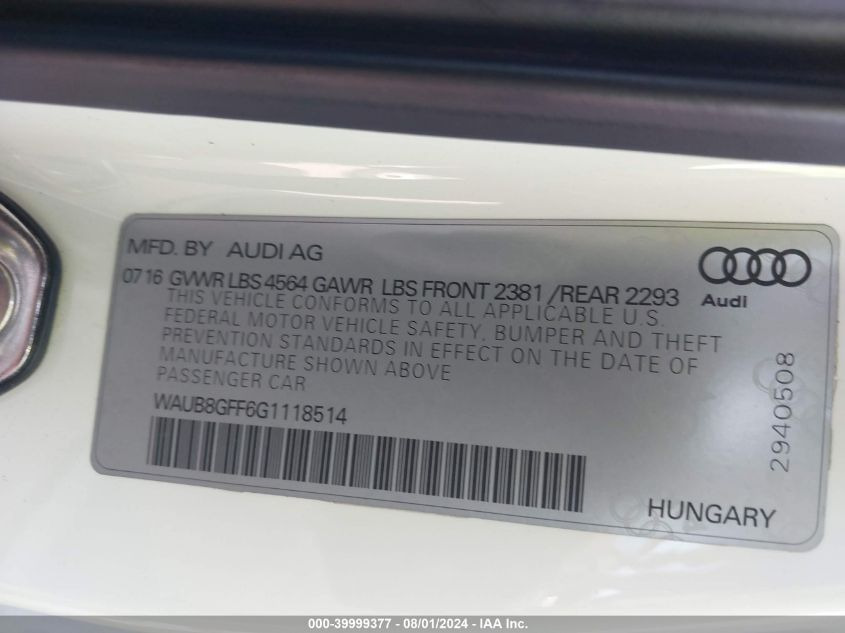 MFD. BY AUDI AG
0716 GVWR LBS 4564 GAWR LBS FRONT 2381 /REAR 2293
THIS VEHICLE CONFORMS TO ALL APPLICABLE U.S.
FEDERAL MOTOR VEHICLE SAFETY, BUMPER AND THEFT
PREVENTION STANDARDS IN EFFECT ON THE DATE OF
MANUFACTURE SHOWN ABOVE
PASSENGER CAR
WAUB8GFF6G1118514
Audi
2940508
HUNGARY
000-39999377 - 08/01/2024 - IAA Inc.